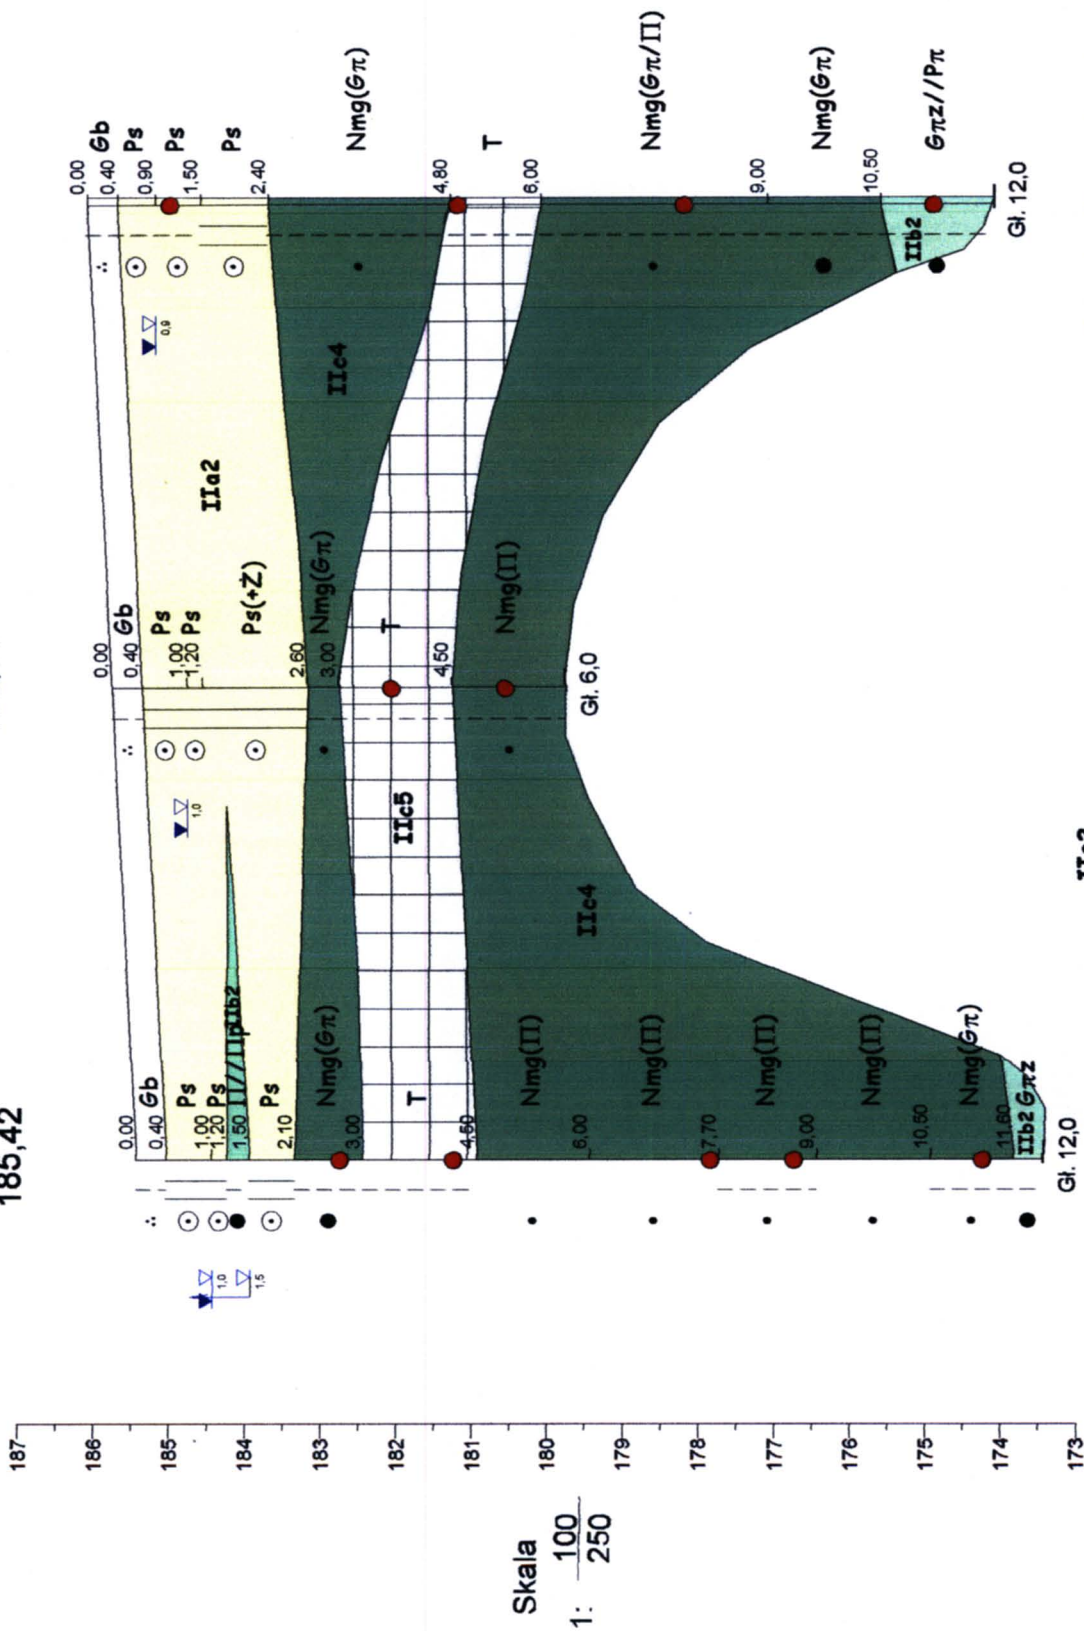 185,42
187
186
185
184
183
182
181
180
179
178
177
176
175
174
173
Skala
1:
100
250
1,0
1,5
0,00
Gb
0,40
Ps
1,00
1,20
Ps
1,50
IIb2
Ps
2,10
Nmg(Gπ)
3,00
T
4,50
Nmg(Π)
6,00
Nmg(Π)
7,70
Nmg(Π)
9,00
Nmg(Π)
10,50
Nmg(Gπ)
11,60
IIb2 Gπz
Gł. 12,0
1,0
IIc5
IIc4
0,00
Gb
0,40
Ps
1,00
1,20
Ps
Ps(+Ż)
2,60
Nmg(Gπ)
3,00
T
4,50
Nmg(Π)
Gł. 6,0
IIa2
IIc4
0,9
0,00
Gb
0,40
Ps
0,90
Ps
1,50
Ps
2,40
Nmg(Gπ)
4,80
T
6,00
Nmg(Gπ/Π)
9,00
Nmg(Gπ)
10,50
IIb2
Gπz//Pπ
Gł. 12,0